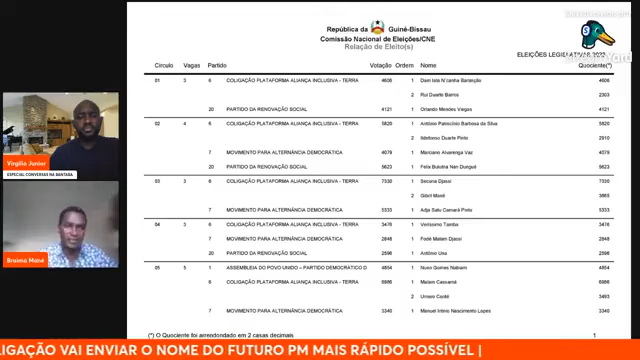 República da Guiné-Bissau
Comissão Nacional de Eleições/CNE
Relação de Eleito(s)
ELEIÇÕES LEGISLATIVAS 2023
Círculo Vagas Partido Votação Ordem Nome Quociente(*)
01 3 6 COLIGAÇÃO PLATAFORMA ALIANÇA INCLUSIVA - TERRA 4606 1 Dam Iala N'canha Baranção 4606
2 Rui Duarte Barros 2303
20 PARTIDO DA RENOVAÇÃO SOCIAL 4121 1 Orlando Mendes Viegas 4121
02 4 6 COLIGAÇÃO PLATAFORMA ALIANÇA INCLUSIVA - TERRA 5820 1 António Patrocínio Barbosa da Silva 5820
2 Ildefonso Duarte Pinto 2910
7 MOVIMENTO PARA ALTERNÂNCIA DEMOCRÁTICA 4079 1 Marciano Alvarenga Vaz 4079
20 PARTIDO DA RENOVAÇÃO SOCIAL 5623 1 Felix Bulutna Nan Dungue 5623
03 3 6 COLIGAÇÃO PLATAFORMA ALIANÇA INCLUSIVA - TERRA 7330 1 Secuna Djassi 7330
2 Gibril Mané 3665
7 MOVIMENTO PARA ALTERNÂNCIA DEMOCRÁTICA 5333 1 Adja Satu Camará Pinto 5333
04 3 6 COLIGAÇÃO PLATAFORMA ALIANÇA INCLUSIVA - TERRA 3476 1 Veríssimo Tamba 3476
7 MOVIMENTO PARA ALTERNÂNCIA DEMOCRÁTICA 2848 1 Fodé Malam Djassi 2848
20 PARTIDO DA RENOVAÇÃO SOCIAL 2596 1 António Una 2596
05 5 1 ASSEMBLEIA DO POVO UNIDO - PARTIDO DEMOCRÁTICO D 4854 1 Nuno Gomes Nabiam 4854
6 COLIGAÇÃO PLATAFORMA ALIANÇA INCLUSIVA - TERRA 6986 1 Malam Cassamá 6986
2 Umaro Conté 3493
7 MOVIMENTO PARA ALTERNÂNCIA DEMOCRÁTICA 3340 1 Manuel Irénio Nascimento Lopes 3340
(*) O Quociente foi arredondado em 2 casas decimais 1
Virgilio Junior
ESPECIAL CONVERSAS NA BANTABA
Braima Mané
LIGAÇÃO VAI ENVIAR O NOME DO FUTURO PM MAIS RÁPIDO POSSÍVEL |